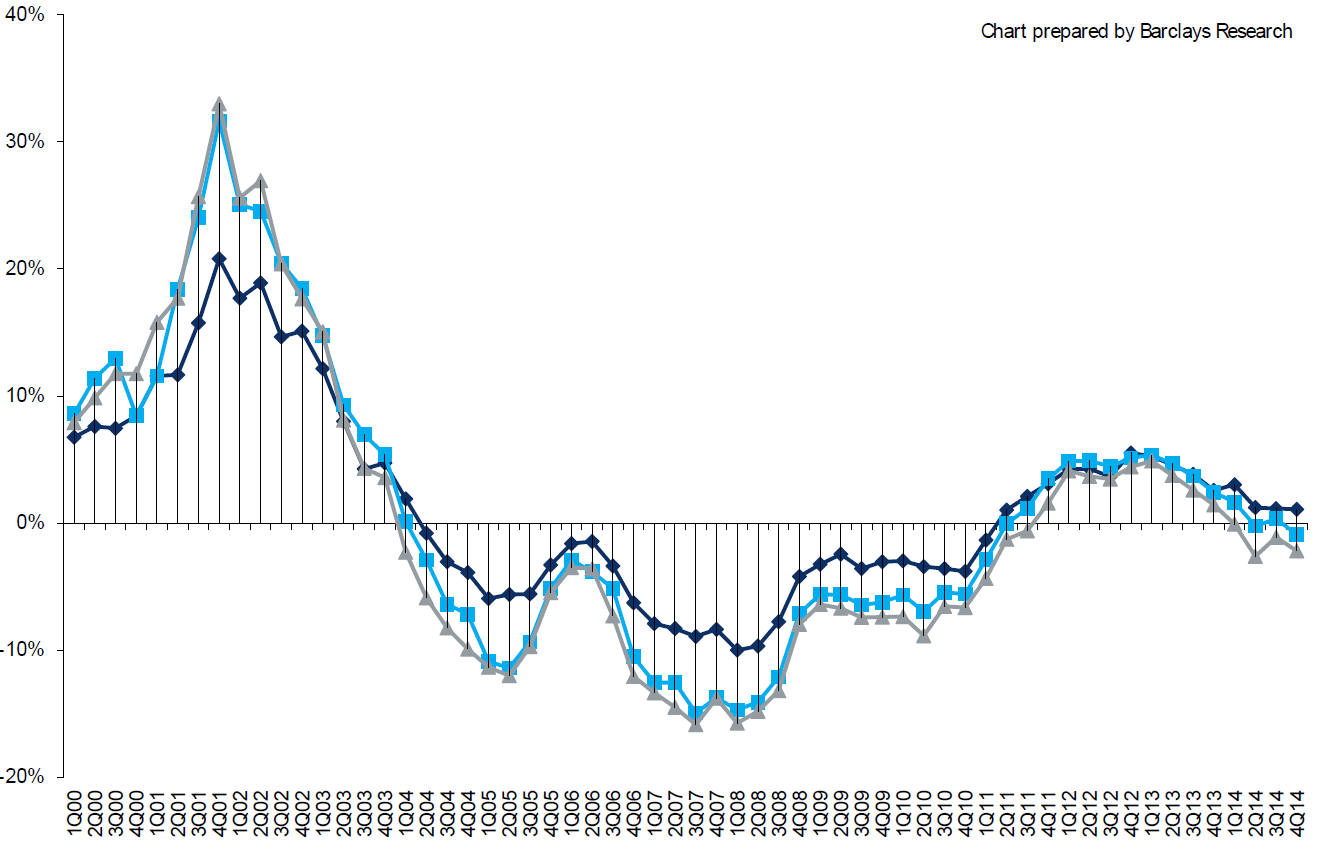 40%
Chart prepared by Barclays Research
30%
20%
10%
0%
-10%
-20%
1Q00
2Q00
3Q00
4Q00
1Q01
2Q01
3Q01
4Q01
1Q02
2Q02
3Q02
4Q02
1Q03
2Q03
3Q03
4Q03
1Q04
2Q04
3Q04
4Q04
1Q05
2Q05
3Q05
4Q05
1Q06
2Q06
3Q06
4Q06
1Q07
2Q07
3Q07
4Q07
1Q08
2Q08
3Q08
4Q08
1Q09
2Q09
3Q09
4Q09
1Q10
2Q10
3Q10
4Q10
1Q11
2Q11
3Q11
4Q11
1Q12
2Q12
3Q12
4Q12
1Q13
2Q13
3Q13
4Q13
1Q14
2Q14
3Q14
4Q14